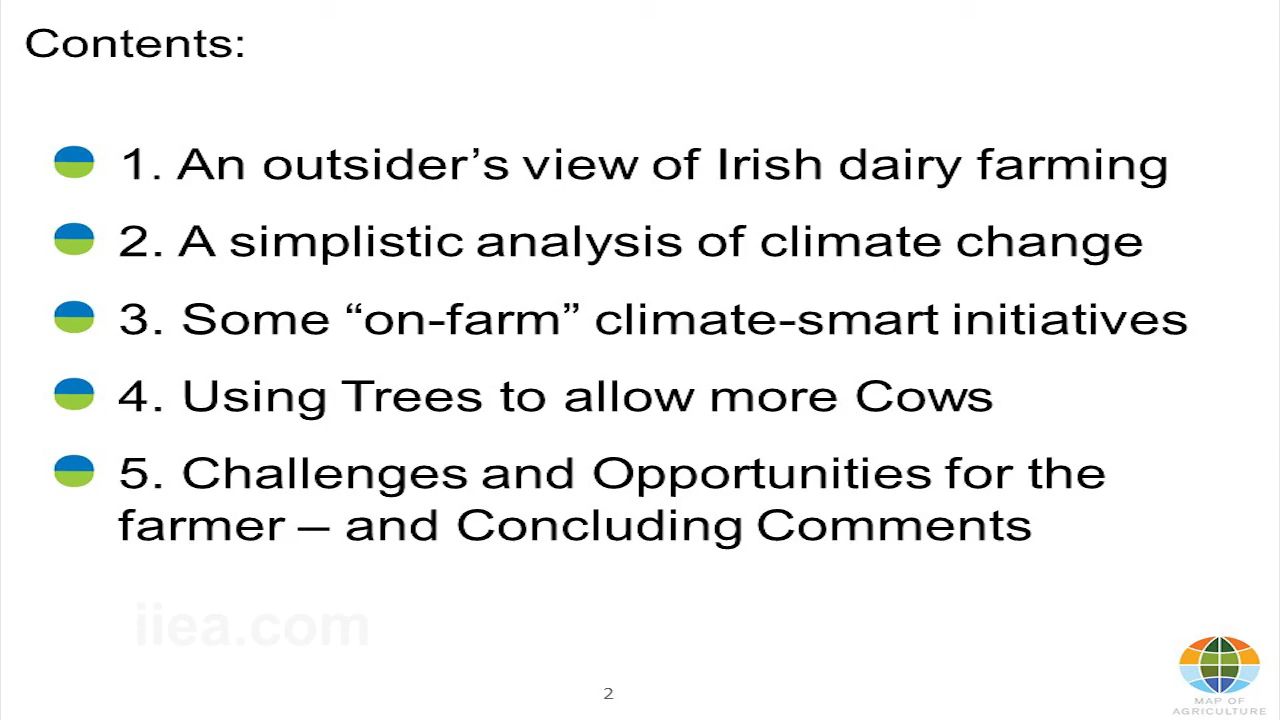 Contents:
1. An outsider’s view of Irish dairy farming
2. A simplistic analysis of climate change
3. Some “on-farm” climate-smart initiatives
4. Using Trees to allow more Cows
5. Challenges and Opportunities for the
farmer – and Concluding Comments
iiea.com
2
MAP OF
AGRICULTURE